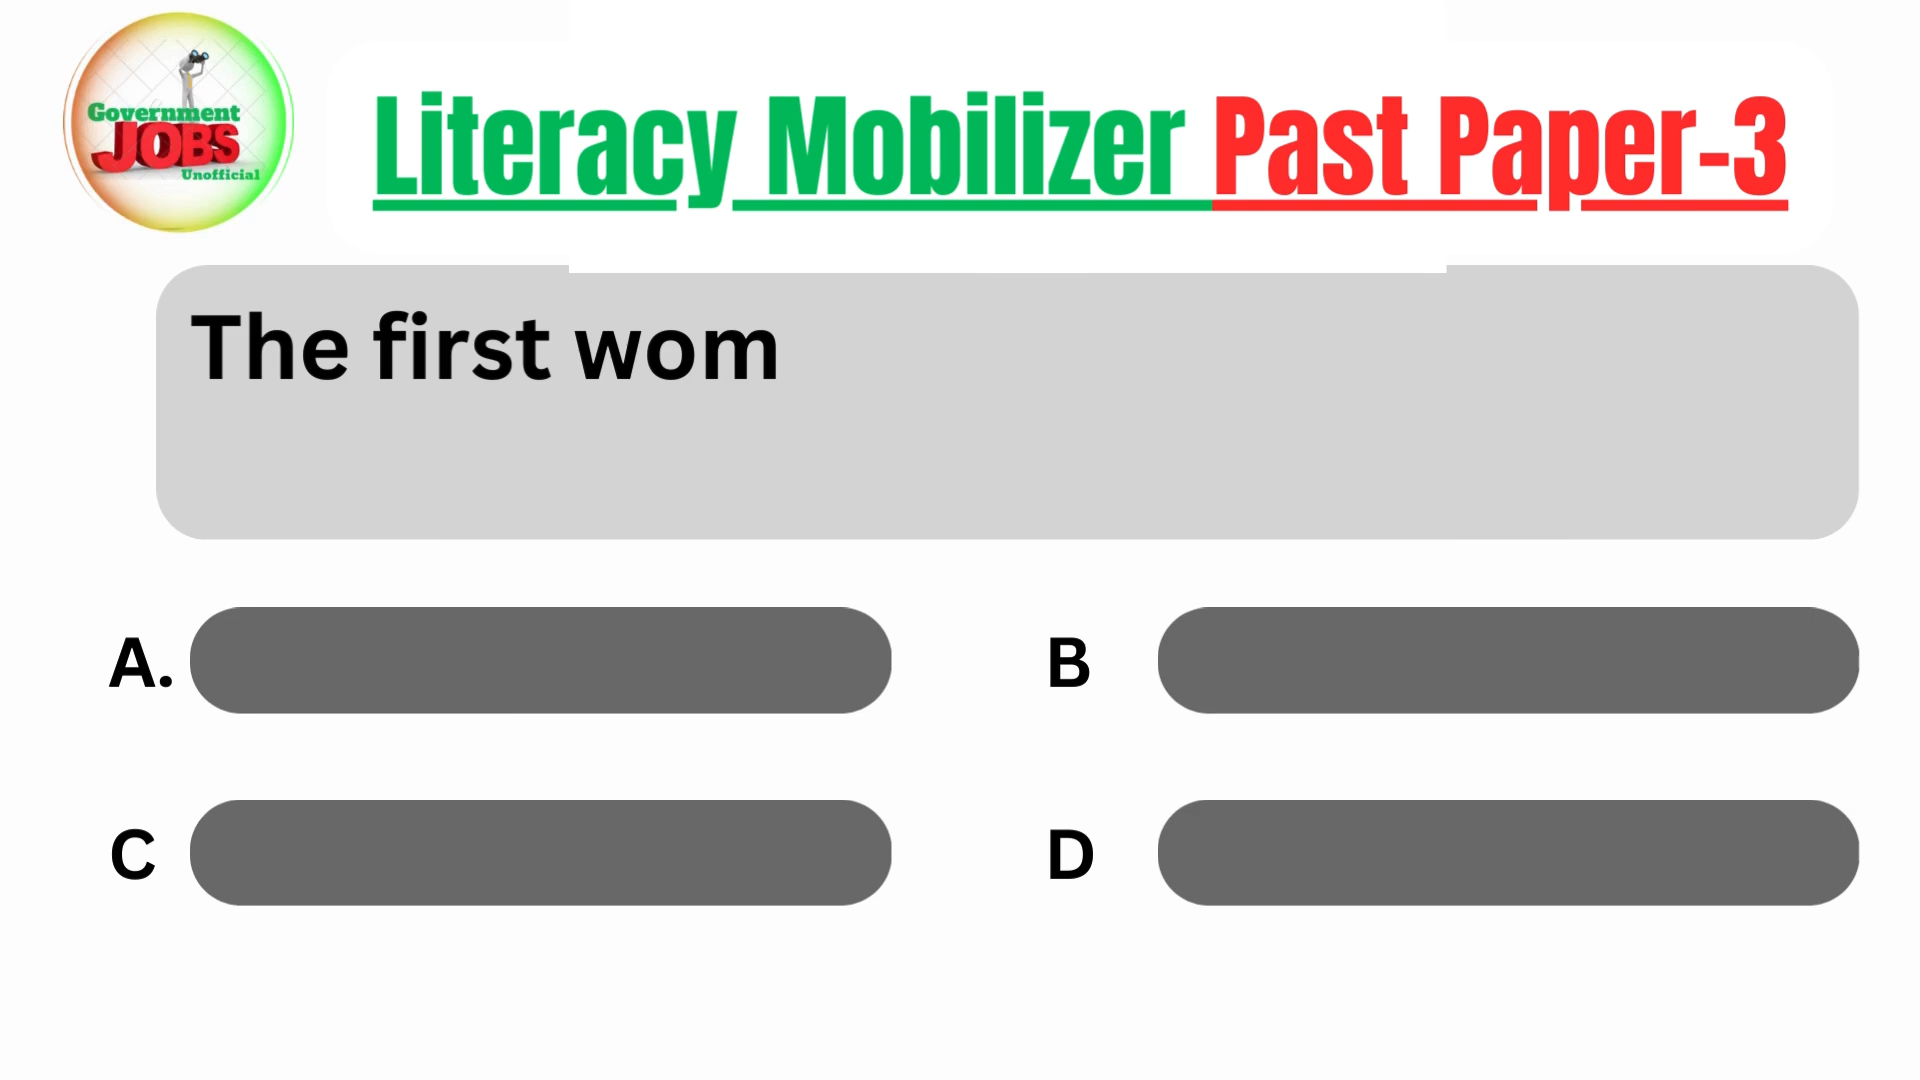 Government
JOBS
Unofficial
Literacy Mobilizer Past Paper-3
The first wom
A.
B
C
D